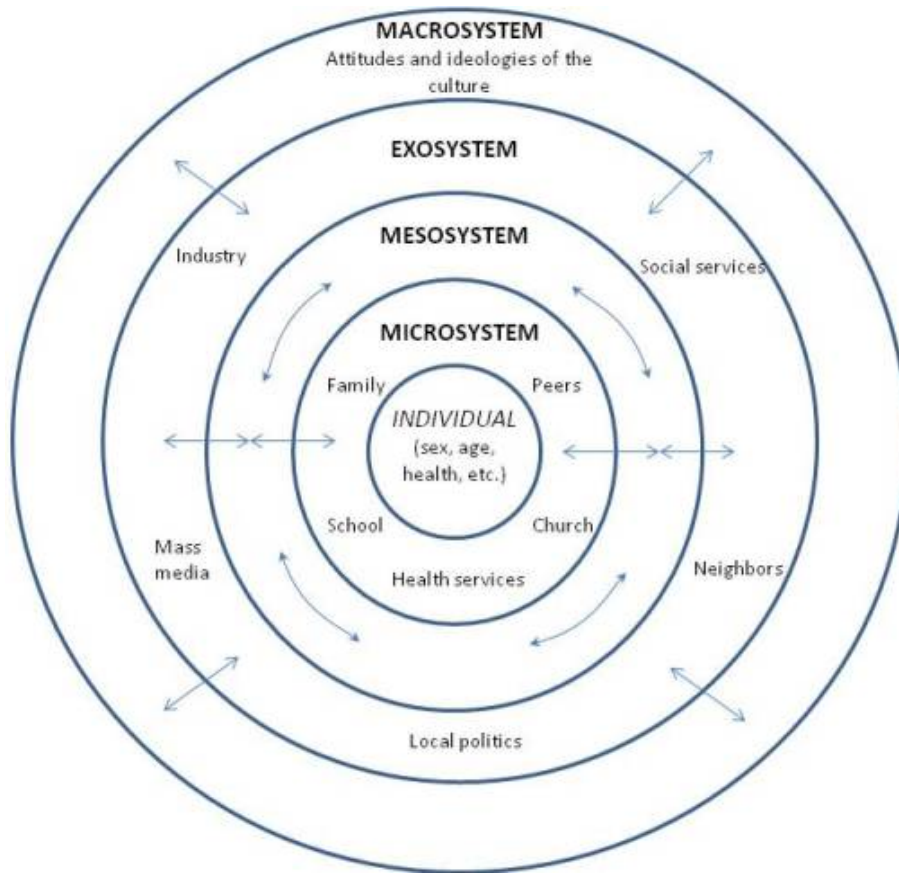 MACROSYSTEM
Attitudes and ideologies of the
culture
EXOSYSTEM
MESOSYSTEM
Industry
Social services
MICROSYSTEM
Family
Peers
INDIVIDUAL
(sex, age,
health, etc.)
School
Church
Mass
media
Health services
Neighbors
Local politics